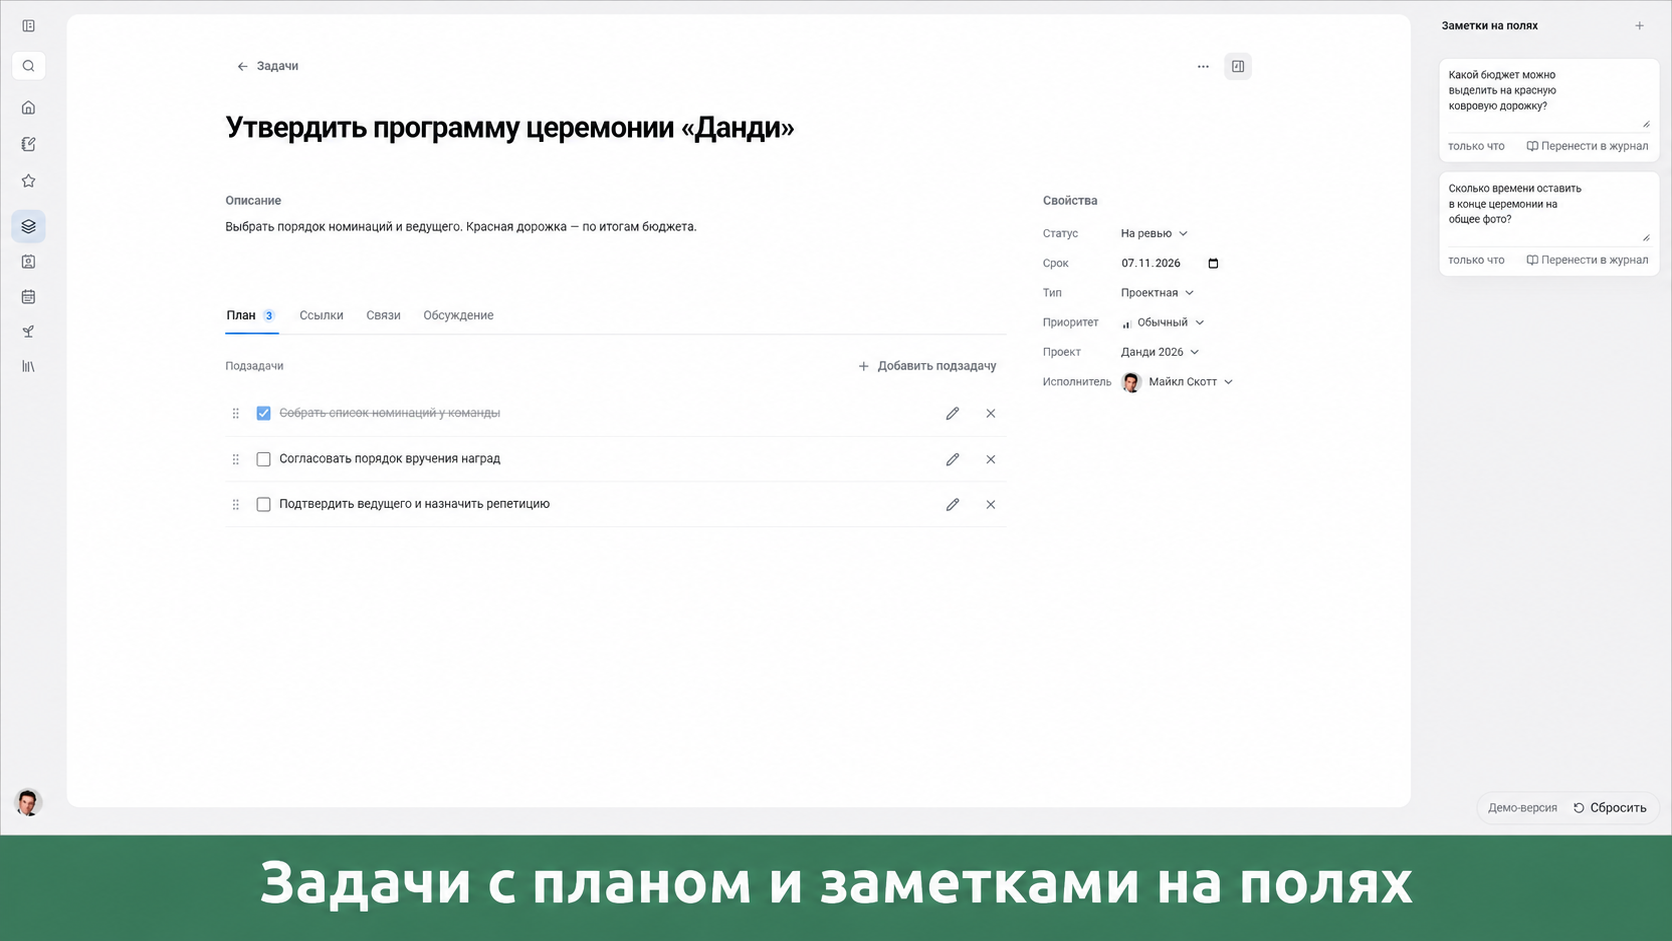 Задачи
Утвердить программу церемонии «Данди»
Описание
Выбрать порядок номинаций и ведущего. Красная дорожка — по итогам бюджета.
План 3 Ссылки Связи Обсуждение
Подзадачи
Добавить подзадачу
Собрать список номинаций у команды
Согласовать порядок вручения наград
Подтвердить ведущего и назначить репетицию
Свойства
Статус На ревью
Срок 07.11.2026
Тип Проектная
Приоритет Обычный
Проект Данди 2026
Исполнитель Майкл Скотт
Заметки на полях
Какой бюджет можно
выделить на красную
ковровую дорожку?
только что Перенести в журнал
Сколько времени оставить
в конце церемонии на
общее фото?
только что Перенести в журнал
Демо-версия Сбросить
Задачи с планом и заметками на полях